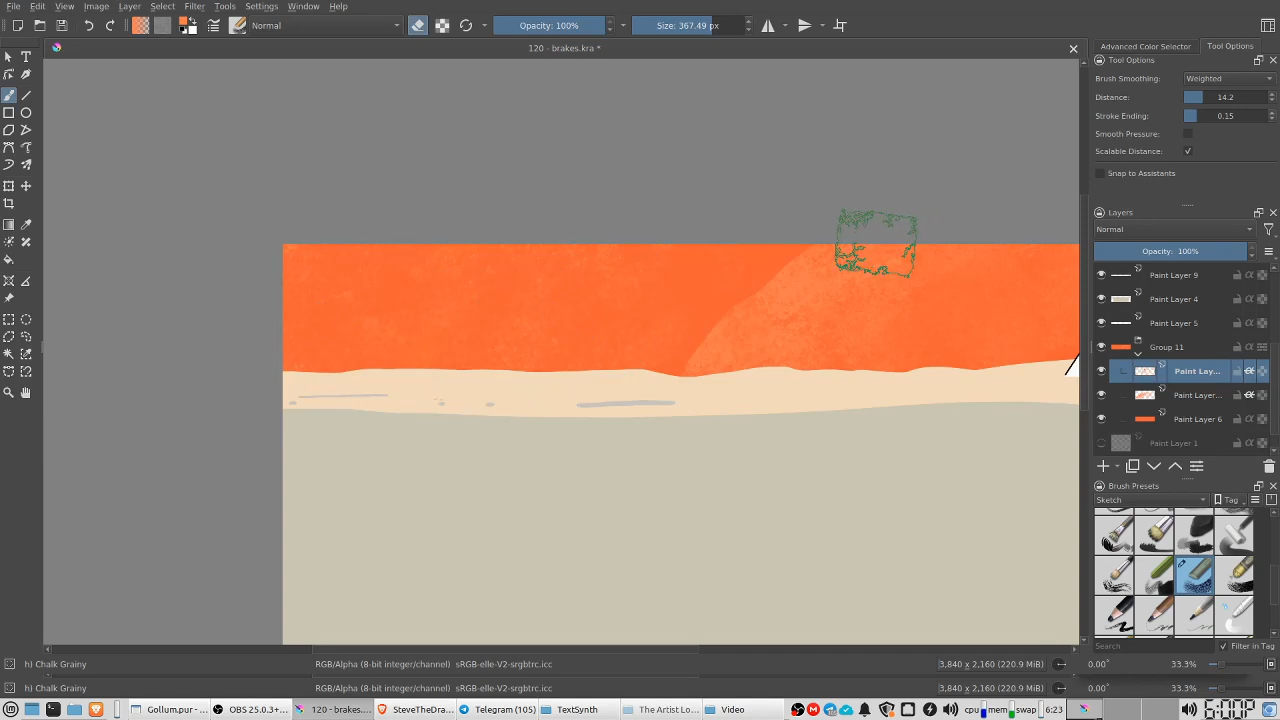 File Edit View Image Layer Select Filter Tools Settings Window Help
Normal
Opacity: 100%
Size: 367.49 px
120 - brakes.kra *
Advanced Color Selector Tool Options
Tool Options
Brush Smoothing: Weighted
Distance: 14.2
Stroke Ending: 0.15
Smooth Pressure:
Scalable Distance:
Snap to Assistants
Layers
Normal
Opacity: 100%
Paint Layer 9
Paint Layer 4
Paint Layer 5
Group 11
Paint Lay...
Paint Layer...
Paint Layer 6
Paint Layer 1
Brush Presets
Sketch
Tag
Search
Filter in Tag
h) Chalk Grainy
RGB/Alpha (8-bit integer/channel) sRGB-elle-V2-srgbtrc.icc
3,840 x 2,160 (220.9 MiB)
0.00°
33.3%
h) Chalk Grainy
RGB/Alpha (8-bit integer/channel) sRGB-elle-V2-srgbtrc.icc
3,840 x 2,160 (220.9 MiB)
0.00°
33.3%
Gollum.pur - ...
OBS 25.0.3+...
120 - brakes....
SteveTheDra...
Telegram (105)
TextSynth
The Artist Lo...
Video
cpu
mem
swap
6:23